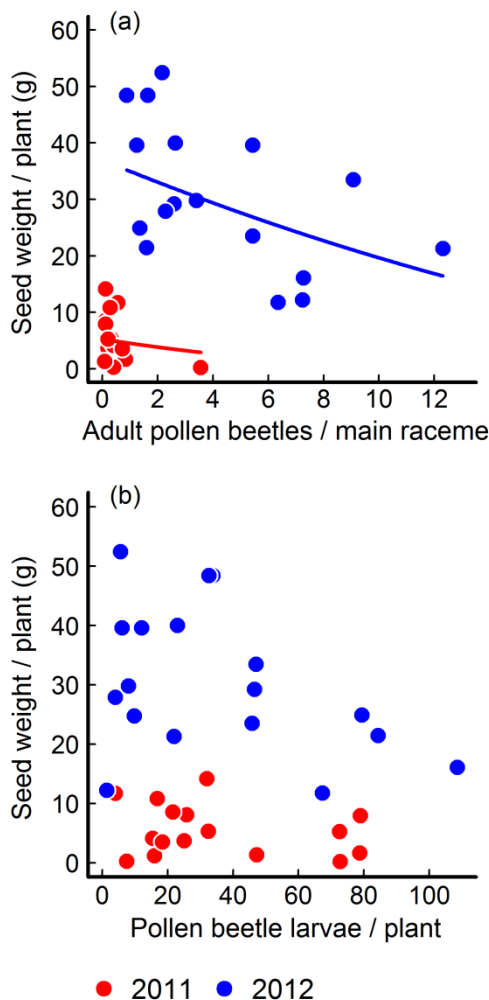 (a)
Seed weight / plant (g)
60
50
40
30
20
10
0
0 2 4 6 8 10 12
Adult pollen beetles / main raceme
(b)
Seed weight / plant (g)
60
50
40
30
20
10
0
0 20 40 60 80 100
Pollen beetle larvae / plant
2011 2012